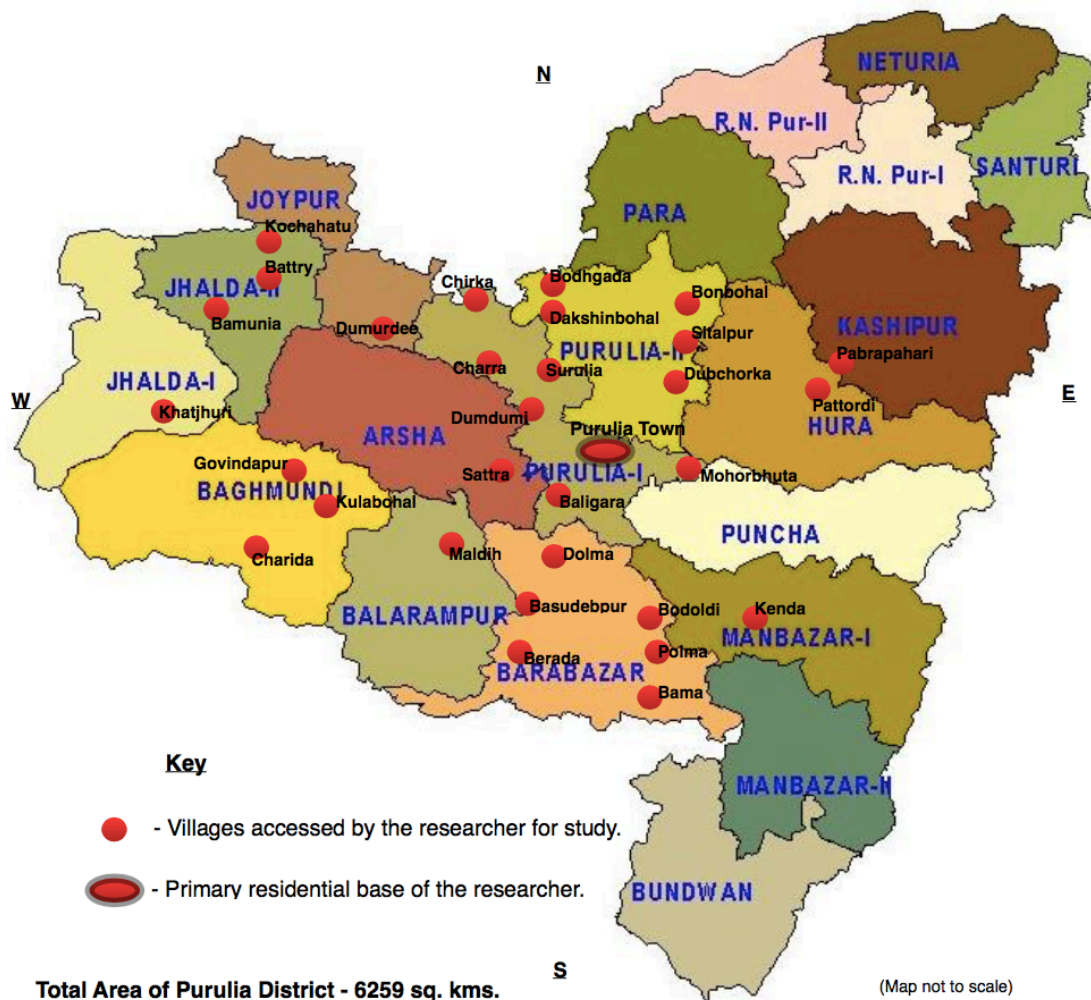 N
NETURIA
R.N. Pur-II
R.N. Pur-I
SANTURI
JOYPUR
PARA
Kochahatu
Battry
Chirka
Bodhgada
Bonbohal
JHALDA-II
Bamunia
Dumurdee
Dakshinbohal
Sitalpur
KASHIPUR
PURULIA-II
Pabrapahari
Charra
Surulia
Dubchorka
JHALDA-I
W
E
Khatjhuri
Pattordi
Dumdumi
HURA
ARSHA
Purulia Town
Govindapur
Sattra
PURULIA-I
Mohorbhuta
BAGHMUNDI
Kulabohal
Baligara
PUNCHA
Charida
Maldih
Dolma
BALARAMPUR
Basudebpur
Bodoldi
Kenda
MANBAZAR-I
Berada
Polma
BARABAZAR
Bama
Key
MANBAZAR-II
- Villages accessed by the researcher for study.
- Primary residential base of the researcher.
BUNDWAN
S
Total Area of Purulia District - 6259 sq. kms.
(Map not to scale)